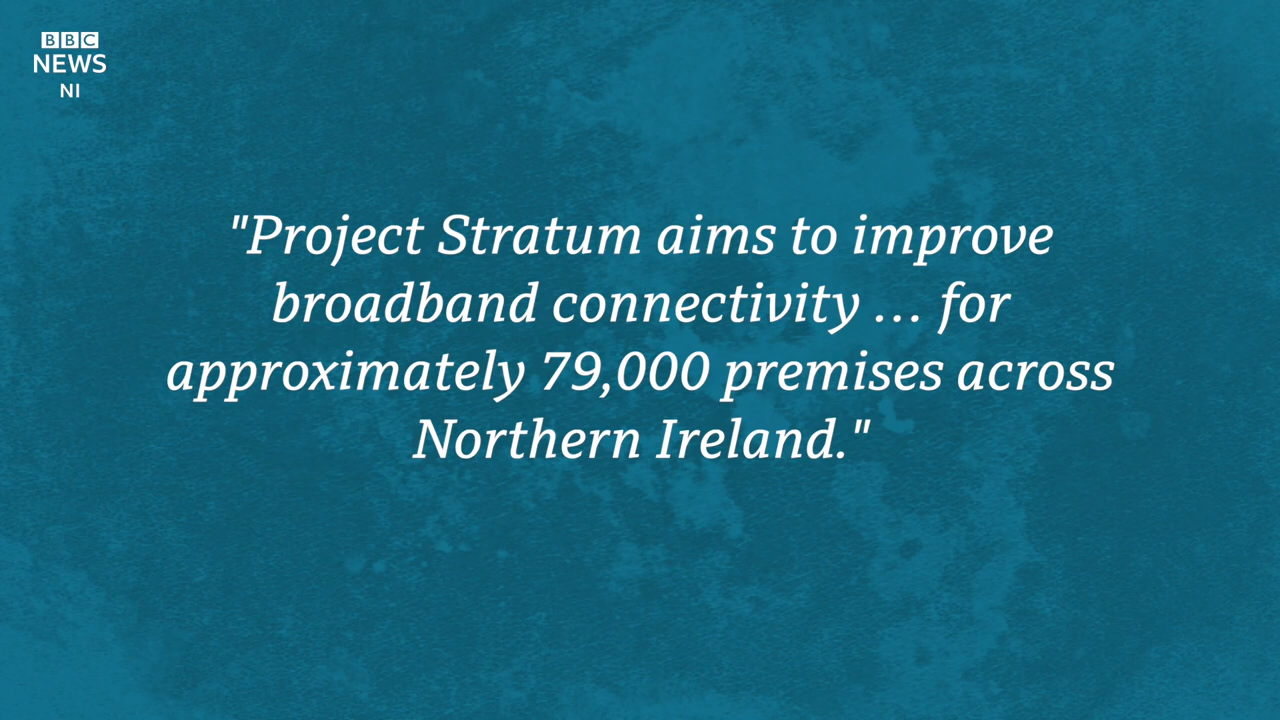 BBC
NEWS
NI
"Project Stratum aims to improve
broadband connectivity ... for
approximately 79,000 premises across
Northern Ireland."